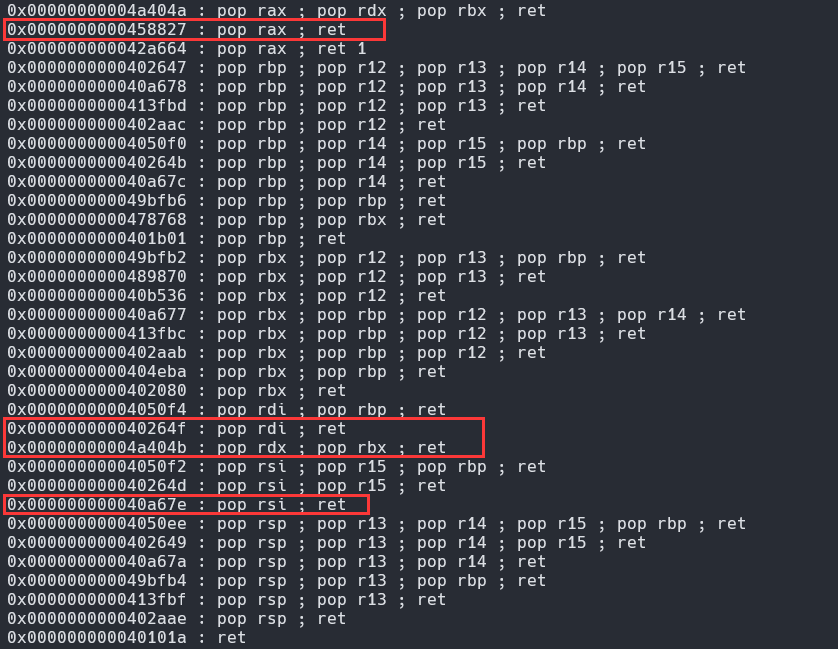 0x00000000004a404a : pop rax ; pop rdx ; pop rbx ; ret
0x0000000000458827 : pop rax ; ret
0x000000000042a664 : pop rax ; ret 1
0x0000000000402647 : pop rbp ; pop r12 ; pop r13 ; pop r14 ; pop r15 ; ret
0x000000000040a678 : pop rbp ; pop r12 ; pop r13 ; pop r14 ; ret
0x0000000000413fbd : pop rbp ; pop r12 ; pop r13 ; ret
0x0000000000402aac : pop rbp ; pop r12 ; ret
0x00000000004050f0 : pop rbp ; pop r14 ; pop r15 ; pop rbp ; ret
0x000000000040264b : pop rbp ; pop r14 ; pop r15 ; ret
0x000000000040a67c : pop rbp ; pop r14 ; ret
0x000000000049bfb6 : pop rbp ; pop rbp ; ret
0x0000000000478768 : pop rbp ; pop rbx ; ret
0x0000000000401b01 : pop rbp ; ret
0x000000000049bfb2 : pop rbx ; pop r12 ; pop r13 ; pop rbp ; ret
0x0000000000489870 : pop rbx ; pop r12 ; pop r13 ; ret
0x000000000040b536 : pop rbx ; pop r12 ; ret
0x000000000040a677 : pop rbx ; pop rbp ; pop r12 ; pop r13 ; pop r14 ; ret
0x0000000000413fbc : pop rbx ; pop rbp ; pop r12 ; pop r13 ; ret
0x0000000000402aab : pop rbx ; pop rbp ; pop r12 ; ret
0x0000000000404eba : pop rbx ; pop rbp ; ret
0x0000000000402080 : pop rbx ; ret
0x00000000004050f4 : pop rdi ; pop rbp ; ret
0x000000000040264f : pop rdi ; ret
0x00000000004a404b : pop rdx ; pop rbx ; ret
0x00000000004050f2 : pop rsi ; pop r15 ; pop rbp ; ret
0x000000000040264d : pop rsi ; pop r15 ; ret
0x000000000040a67e : pop rsi ; ret
0x00000000004050ee : pop rsp ; pop r13 ; pop r14 ; pop r15 ; pop rbp ; ret
0x0000000000402649 : pop rsp ; pop r13 ; pop r14 ; pop r15 ; ret
0x000000000040a67a : pop rsp ; pop r13 ; pop r14 ; ret
0x000000000049bfb4 : pop rsp ; pop r13 ; pop rbp ; ret
0x0000000000413fbf : pop rsp ; pop r13 ; ret
0x0000000000402aae : pop rsp ; ret
0x000000000040101a : ret